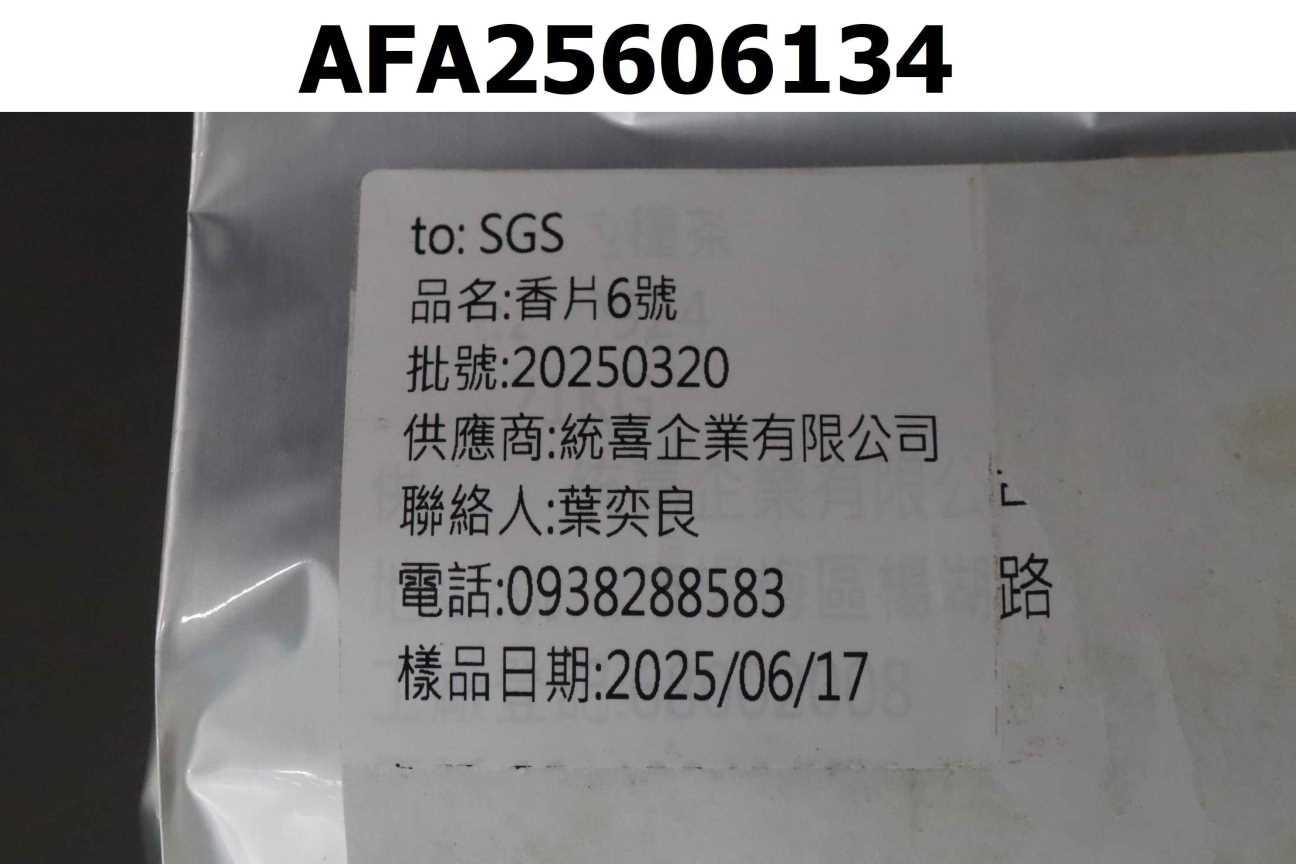 AFA25606134
to: SGS
品名:香片6號
批號:20250320
供應商:統喜企業有限公司
聯絡人:葉奕良
電話:0938288583
路
樣品日期:2025/06/17